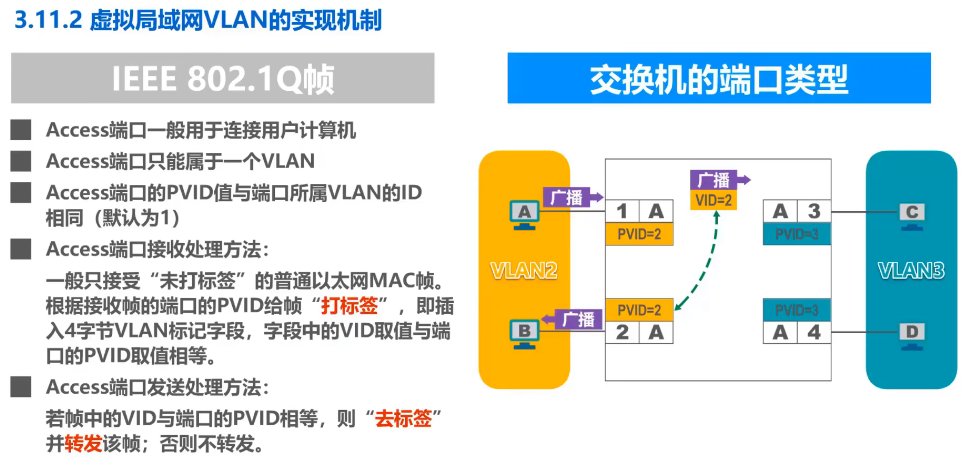 3.11.2 虚拟局域网VLAN的实现机制
IEEE 802.1Q帧
Access端口一般用于连接用户计算机
Access端口只能属于一个VLAN
Access端口的PVID值与端口所属VLAN的ID
相同（默认为1）
Access端口接收处理方法：
一般只接受“未打标签”的普通以太网MAC帧。
根据接收帧的端口的PVID给帧“打标签”，即插
入4字节VLAN标记字段，字段中的VID取值与端
口的PVID取值相等。
Access端口发送处理方法：
若帧中的VID与端口的PVID相等，则“去标签”
并转发该帧；否则不转发。
交换机的端口类型
广播
广播
VID=2
A
1 A
PVID=2
A 3
PVID=3
C
VLAN2
VLAN3
PVID=2
2 A
广播
B
PVID=3
A 4
D